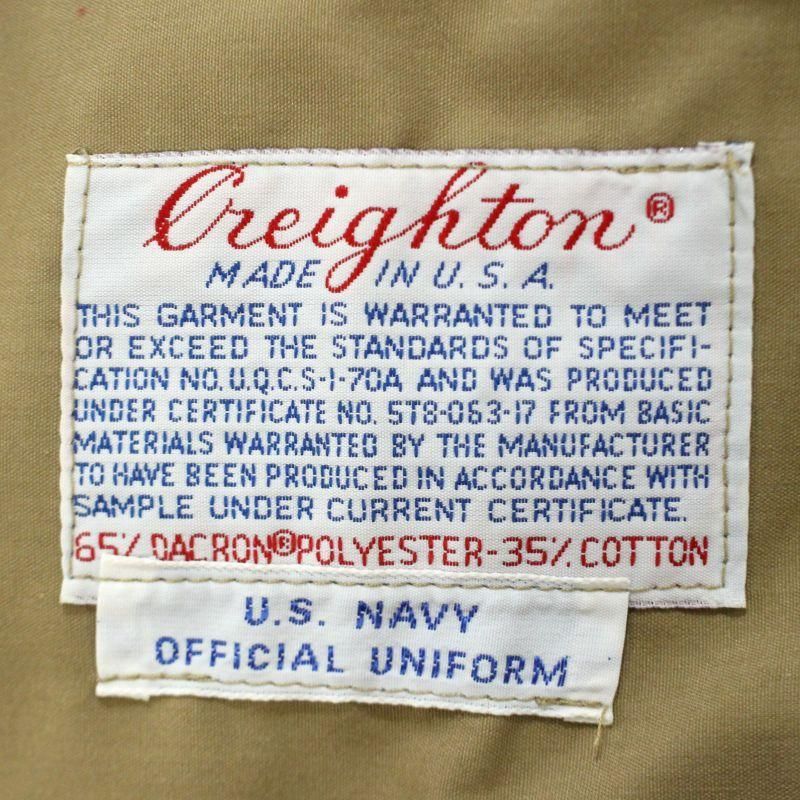 Creighton®
MADE IN U.S.A.
THIS GARMENT IS WARRANTED TO MEET
OR EXCEED THE STANDARDS OF SPECIFI-
CATION NO. U.Q.C.S-1-70A AND WAS PRODUCED
UNDER CERTIFICATE NO. ST8-063-17 FROM BASIC
MATERIALS WARRANTED BY THE MANUFACTURER
TO HAVE BEEN PRODUCED IN ACCORDANCE WITH
SAMPLE UNDER CURRENT CERTIFICATE.
65% DACRON® POLYESTER-35% COTTON
U.S. NAVY
OFFICIAL UNIFORM